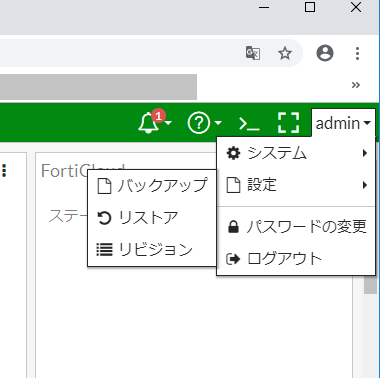 »
1
admin
システム
FortiCloud
バックアップ
設定
ステー
リストア
パスワードの変更
リビジョン
ログアウト